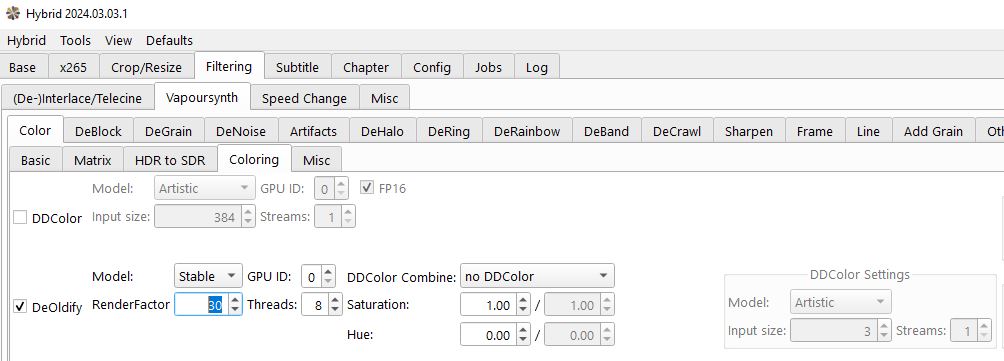 Hybrid 2024.03.03.1
Hybrid Tools View Defaults
Base x265 Crop/Resize Filtering Subtitle Chapter Config Jobs Log
(De-)Interlace/Telecine Vapoursynth Speed Change Misc
Color DeBlock DeGrain DeNoise Artifacts DeHalo DeRing DeRainbow DeBand DeCrawl Sharpen Frame Line Add Grain Oth
Basic Matrix HDR to SDR Coloring Misc
Model: Artistic GPU ID: 0 FP16
DDColor Input size: 384 Streams: 1
Model: Stable GPU ID: 0 DDColor Combine: no DDColor DDColor Settings
DeOldify RenderFactor 30 Threads: 8 Saturation: 1.00 / 1.00 Model: Artistic
Hue: 0.00 / 0.00 Input size: 3 Streams: 1